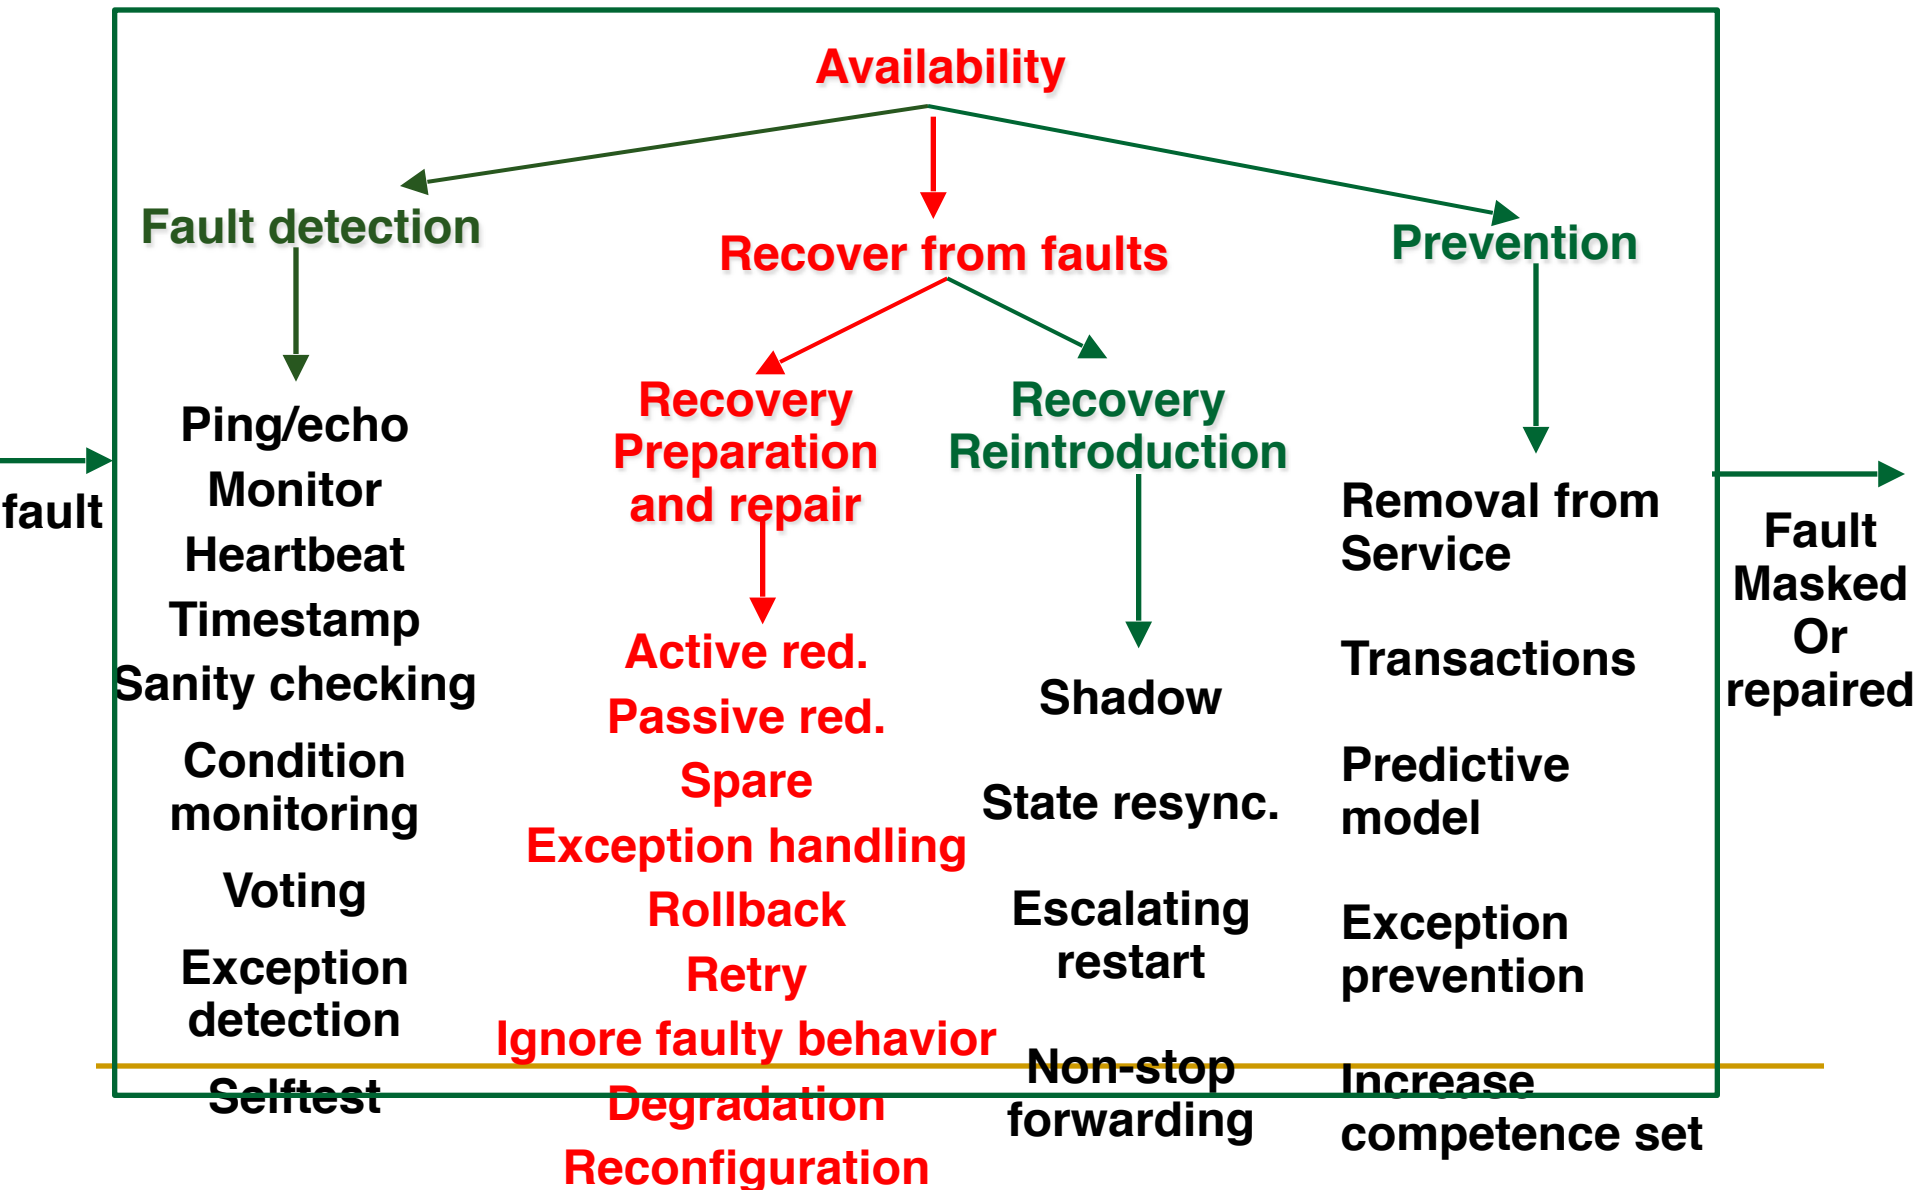 Availability
Fault detection
Recover from faults
Prevention
fault
Ping/echo
Monitor
Heartbeat
Timestamp
Sanity checking
Condition
monitoring
Voting
Exception
detection
Selftest
Recovery
Preparation
and repair
Active red.
Passive red.
Spare
Exception handling
Rollback
Retry
Ignore faulty behavior
Degradation
Reconfiguration
Recovery
Reintroduction
Shadow
State resync.
Escalating
restart
Non-stop
forwarding
Removal from
Service
Transactions
Predictive
model
Exception
prevention
Increase
competence set
Fault
Masked
Or
repaired